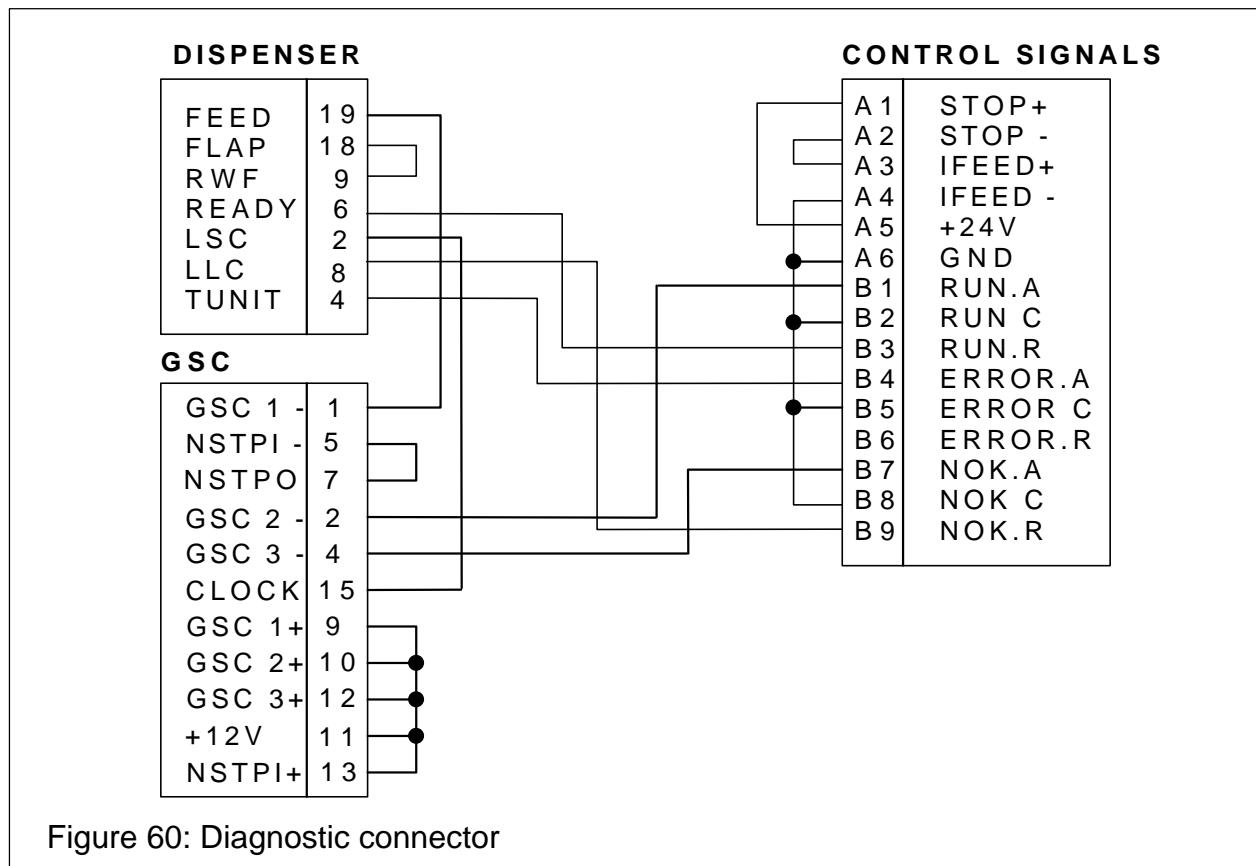 DISPENSER
FEED 19
FLAP 18
RWF 9
READY 6
LSC 2
LLC 8
TUNIT 4
GSC
GSC 1 - 1
NSTPI - 5
NSTPO 7
GSC 2 - 2
GSC 3 - 4
CLOCK 15
GSC 1+ 9
GSC 2+ 10
GSC 3+ 12
+12V 11
NSTPI+ 13
CONTROL SIGNALS
A1 STOP+
A2 STOP -
A3 IFEED+
A4 IFEED -
A5 +24V
A6 GND
B1 RUN.A
B2 RUN C
B3 RUN.R
B4 ERROR.A
B5 ERROR C
B6 ERROR.R
B7 NOK.A
B8 NOK C
B9 NOK.R
Figure 60: Diagnostic connector